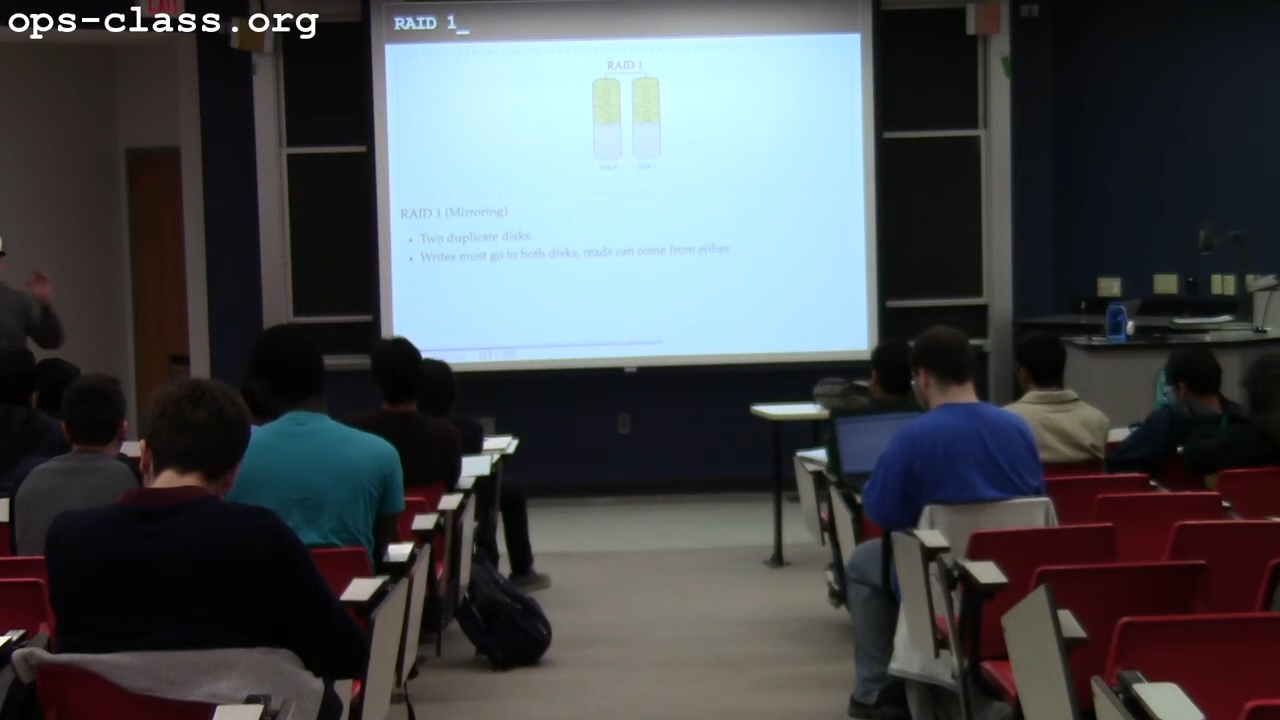 ops-class.org
RAID 1_
RAID 1
RAID 1 (Mirroring)
• Two duplicate disks.
• Writes must go to both disks, reads can come from either.